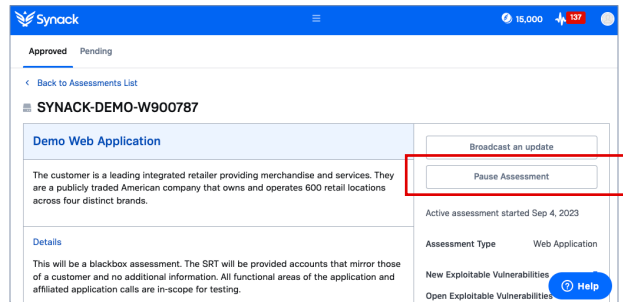 Synack
15,000
137
Approved Pending
Back to Assessments List
SYNACK-DEMO-W900787
Demo Web Application
The customer is a leading integrated retailer providing merchandise and services. They
are a publicly traded American company that owns and operates 600 retail locations
across four distinct brands.
Details
This will be a blackbox assessment. The SRT will be provided accounts that mirror those
of a customer and no additional information. All functional areas of the application and
affiliated application calls are in-scope for testing.
Broadcast an update
Pause Assessment
Active assessment started Sep 4, 2023
Assessment Type Web Application
New Exploitable Vulnerabilities
Open Exploitable Vulnerabilities
Help